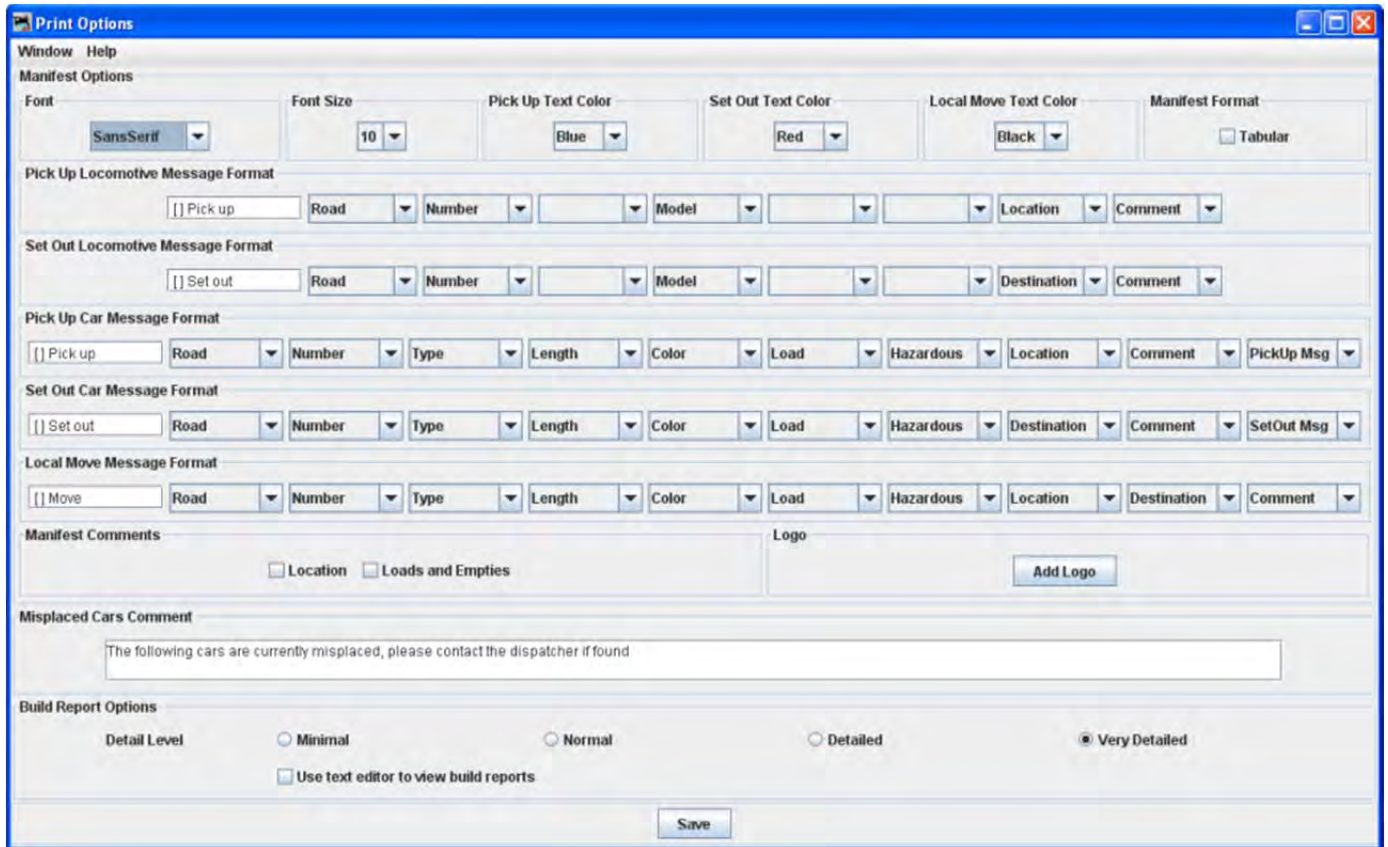 Print Options
Window Help
Manifest Options
Font Font Size Pick Up Text Color Set Out Text Color Local Move Text Color Manifest Format
SansSerif 10 Blue Red Black Tabular
Pick Up Locomotive Message Format
[ ] Pick up Road Number Model Location Comment
Set Out Locomotive Message Format
[ ] Set out Road Number Model Destination Comment
Pick Up Car Message Format
[ ] Pick up Road Number Type Length Color Load Hazardous Location Comment PickUp Msg
Set Out Car Message Format
[ ] Set out Road Number Type Length Color Load Hazardous Destination Comment SetOut Msg
Local Move Message Format
[ ] Move Road Number Type Length Color Load Hazardous Location Destination Comment
Manifest Comments Logo
Location Loads and Empties Add Logo
Misplaced Cars Comment
The following cars are currently misplaced, please contact the dispatcher if found
Build Report Options
Detail Level Minimal Normal Detailed Very Detailed
Use text editor to view build reports
Save